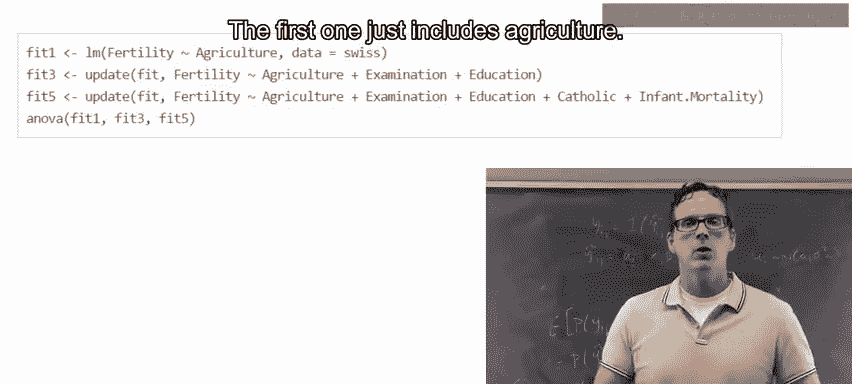 The first one just includes agriculture.
fit1 <- lm(Fertility ~ Agriculture, data = swiss)
fit3 <- update(fit, Fertility ~ Agriculture + Examination + Education)
fit5 <- update(fit, Fertility ~ Agriculture + Examination + Education + Catholic + Infant.Mortality)
anova(fit1, fit3, fit5)